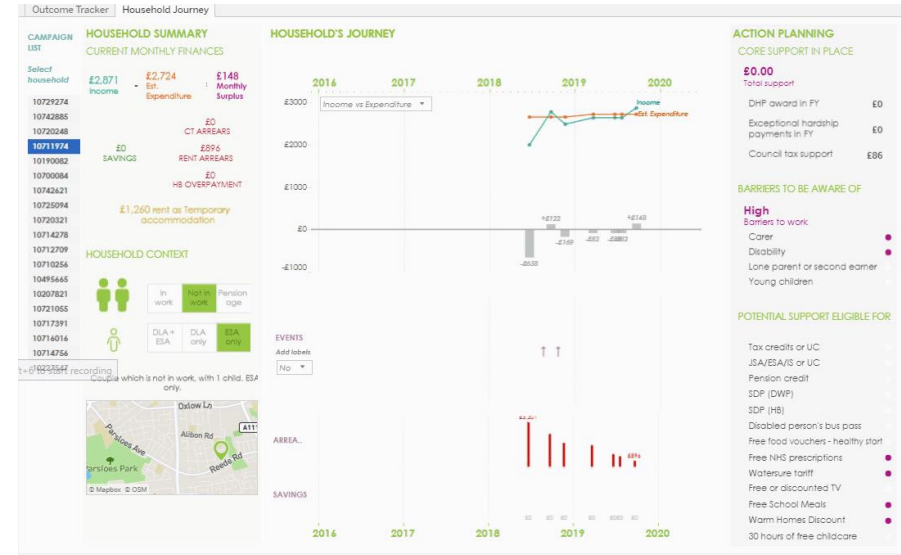 Outcome Tracker
Household Journey
CAMPAIGN
LIST
Select
household
10729274
10742885
10720248
10711974
10190082
10700084
10742621
10725094
10720321
10714278
10712709
10710256
10495665
10207821
10721055
10717391
10716016
10714756
to start recording
HOUSEHOLD SUMMARY
CURRENT MONTHLY FINANCES
£2,871
Income
-
£2,724
Est.
Expenditure
:
£148
Monthly
Surplus
£0
CT ARREARS
£0
SAVINGS
£896
RENT ARREARS
£0
HB OVERPAYMENT
£1,260 rent as Temporary
accommodation
HOUSEHOLD CONTEXT
In
work
Not in
work
Pension
age
DLA +
ESA
DLA
only
ESA
only
Couple which is not in work, with 1 child. ESA
only.
Oxlow Ln
Parsloes Ave
Alibon Rd
A111
Reede Rd
Parsloes Park
© Mapbox © OSM
HOUSEHOLD'S JOURNEY
2016 2017 2018 2019 2020
£3000
Income vs Expenditure
Income
Est. Expenditure
£2000
£1000
£0
+£122
+£148
-£169
-£1000
-£658
EVENTS
Add labels
No
ARREA..
£896
SAVINGS
£0 £0 £0 £0 £0
2016 2017 2018 2019 2020
ACTION PLANNING
CORE SUPPORT IN PLACE
£0.00
Total support
DHP award in FY £0
Exceptional hardship
payments in FY £0
Council tax support £86
BARRIERS TO BE AWARE OF
High
Barriers to work
Carer
Disability
Lone parent or second earner
Young children
POTENTIAL SUPPORT ELIGIBLE FOR
Tax credits or UC
JSA/ESA/IS or UC
Pension credit
SDP (DWP)
SDP (HB)
Disabled person's bus pass
Free food vouchers - healthy start
Free NHS prescriptions
Watersure tariff
Free or discounted TV
Free School Meals
Warm Homes Discount
30 hours of free childcare